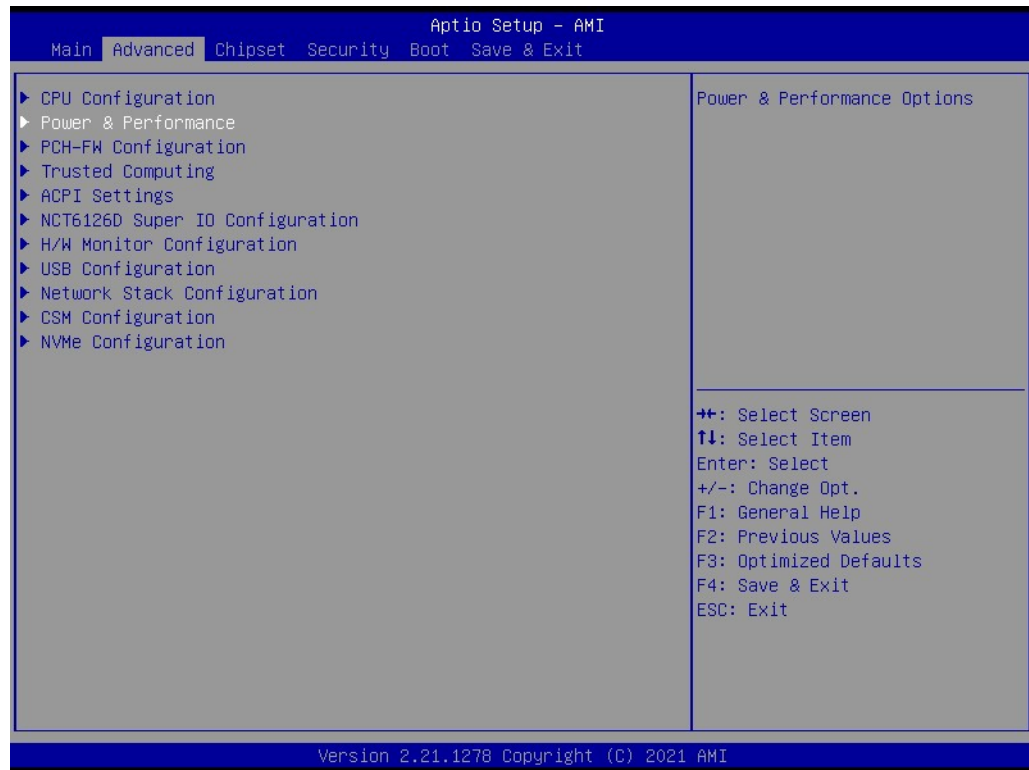 Aptio Setup – AMI
Main Advanced Chipset Security Boot Save & Exit
▶ CPU Configuration
▶ Power & Performance
▶ PCH-FW Configuration
▶ Trusted Computing
▶ ACPI Settings
▶ NCT6126D Super IO Configuration
▶ H/W Monitor Configuration
▶ USB Configuration
▶ Network Stack Configuration
▶ CSM Configuration
▶ NVMe Configuration
Power & Performance Options
→←: Select Screen
↑↓: Select Item
Enter: Select
+/-: Change Opt.
F1: General Help
F2: Previous Values
F3: Optimized Defaults
F4: Save & Exit
ESC: Exit
Version 2.21.1278 Copyright (C) 2021 AMI